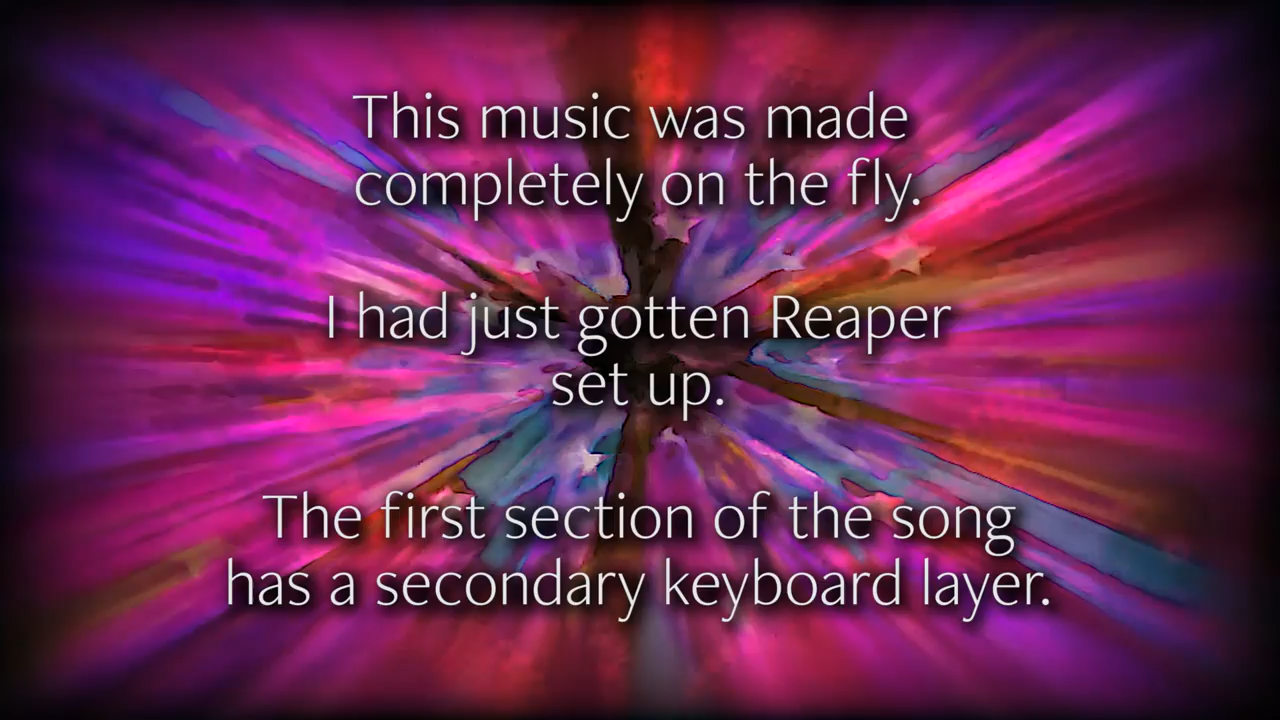 This music was made
completely on the fly.
I had just gotten Reaper
set up.
The first section of the song
has a secondary keyboard layer.